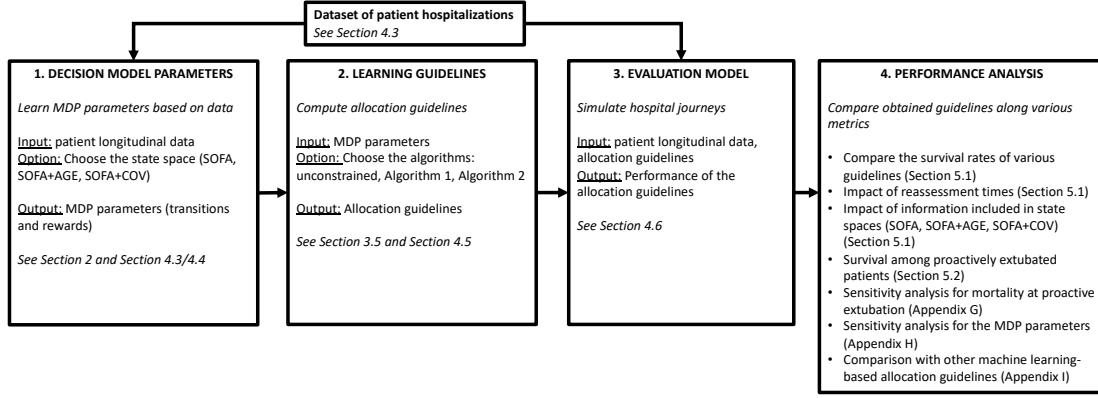 Dataset of patient hospitalizations
See Section 4.3
1. DECISION MODEL PARAMETERS
Learn MDP parameters based on data
Input: patient longitudinal data
Option: Choose the state space (SOFA,
SOFA+AGE, SOFA+COV)
Output: MDP parameters (transitions
and rewards)
See Section 2 and Section 4.3/4.4
2. LEARNING GUIDELINES
Compute allocation guidelines
Input: MDP parameters
Option: Choose the algorithms:
unconstrained, Algorithm 1, Algorithm 2
Output: Allocation guidelines
See Section 3.5 and Section 4.5
3. EVALUATION MODEL
Simulate hospital journeys
Input: patient longitudinal data,
allocation guidelines
Output: Performance of the
allocation guidelines
See Section 4.6
4. PERFORMANCE ANALYSIS
Compare obtained guidelines along various
metrics
• Compare the survival rates of various
guidelines (Section 5.1)
• Impact of reassessment times (Section 5.1)
• Impact of information included in state
spaces (SOFA, SOFA+AGE, SOFA+COV)
(Section 5.1)
• Survival among proactively extubated
patients (Section 5.2)
• Sensitivity analysis for mortality at proactive
extubation (Appendix G)
• Sensitivity analysis for the MDP parameters
(Appendix H)
• Comparison with other machine learning-
based allocation guidelines (Appendix I)